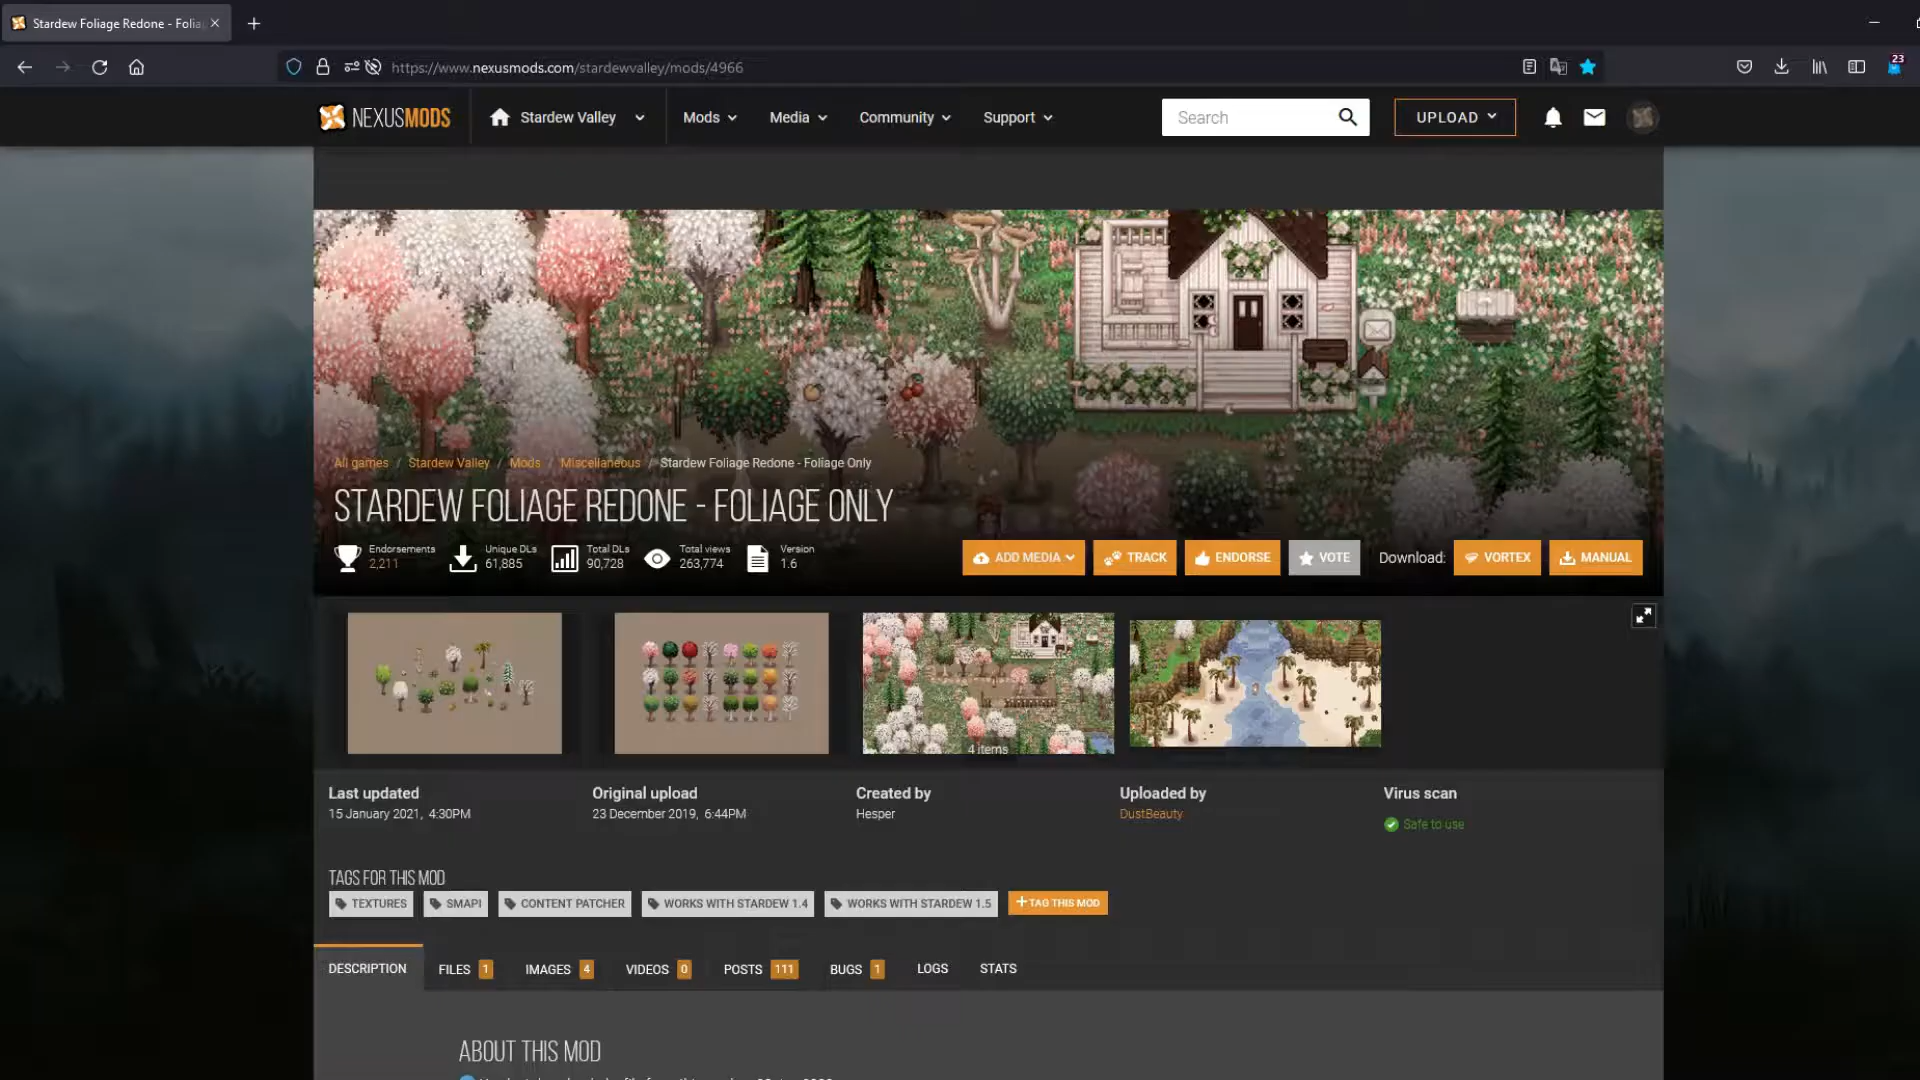 Stardew Foliage Redone - Folia
https://www.nexusmods.com/stardewvalley/mods/4966
23
NEXUSMODS
Stardew Valley
Mods
Media
Community
Support
Search
UPLOAD
All games / Stardew Valley / Mods / Miscellaneous / Stardew Foliage Redone - Foliage Only
STARDEW FOLIAGE REDONE - FOLIAGE ONLY
Endorsements
2,211
Unique DLs
61,885
Total DLs
90,728
Total views
263,774
Version
1.6
ADD MEDIA
TRACK
ENDORSE
VOTE
Download:
VORTEX
MANUAL
4 items
Last updated
15 January 2021, 4:30PM
Original upload
23 December 2019, 6:44PM
Created by
Hesper
Uploaded by
DustBeauty
Virus scan
Safe to use
TAGS FOR THIS MOD
TEXTURES
SMAPI
CONTENT PATCHER
WORKS WITH STARDEW 1.4
WORKS WITH STARDEW 1.5
+TAG THIS MOD
DESCRIPTION
FILES 1
IMAGES 4
VIDEOS 0
POSTS 111
BUGS 1
LOGS
STATS
ABOUT THIS MOD